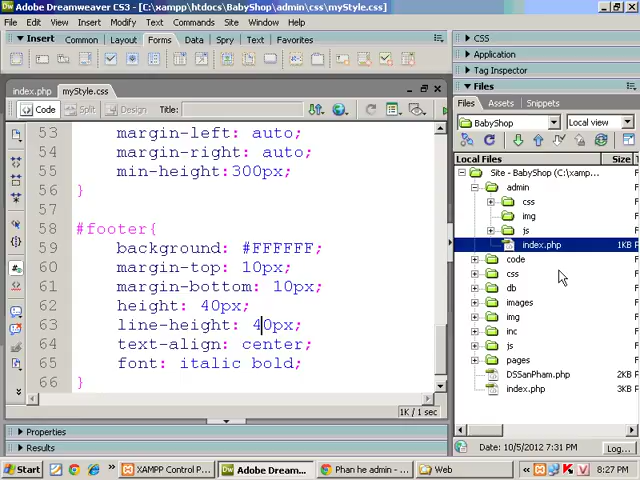 Adobe Dreamweaver CS3 - [C:\xampp\htdocs\BabyShop\admin\css\myStyle.css]
File Edit View Insert Modify Text Commands Site Window Help
Insert Common Layout Forms Data Spry Text Favorites
index.php myStyle.css
Code Split Design Title:
53 margin-left: auto;
54 margin-right: auto;
55 min-height:300px;
56 }
57
58 #footer{
59 background: #FFFFFF;
60 margin-top: 10px;
61 margin-bottom: 10px;
62 height: 40px;
63 line-height: 40px;
64 text-align: center;
65 font: italic bold;
66 }
1K / 1 sec
Properties
Results
CSS
Application
Tag Inspector
Files
Files Assets Snippets
BabyShop Local view
Local Files Size
Site - BabyShop (C:\xamp... F
admin F
css F
img F
js F
index.php 1KB F
code F
css F
db F
images F
img F
inc F
js F
pages F
DSSanPham.php 2KB F
index.php 3KB F
Date: 10/5/2012 7:31 PM Log...
Start XAMPP Control P... Adobe Dream... Phan he admin - ... Web 8:27 PM